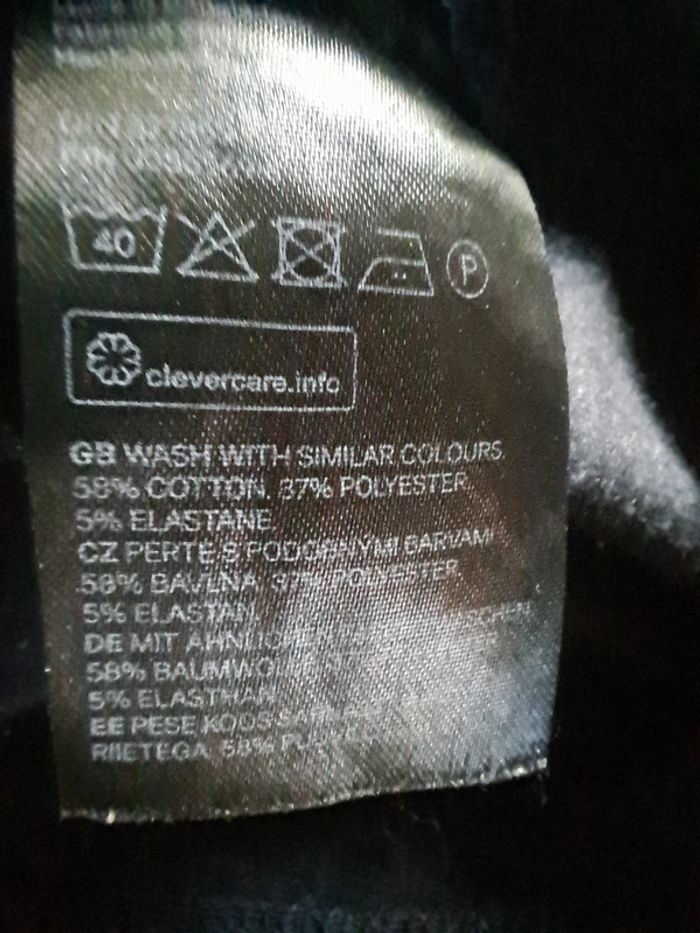 40
P
clevercare.info
GB WASH WITH SIMILAR COLOURS.
58% COTTON. 37% POLYESTER
5% ELASTANE
CZ PERTE S PODOBNÝMI BARVAMI
58% BAVLNA 37% POLYESTER
5% ELASTAN
DE MIT ÄHNLICHEN
58%
5% ELASTHAN
EE PESE KOOS
RIIETEGA 58%